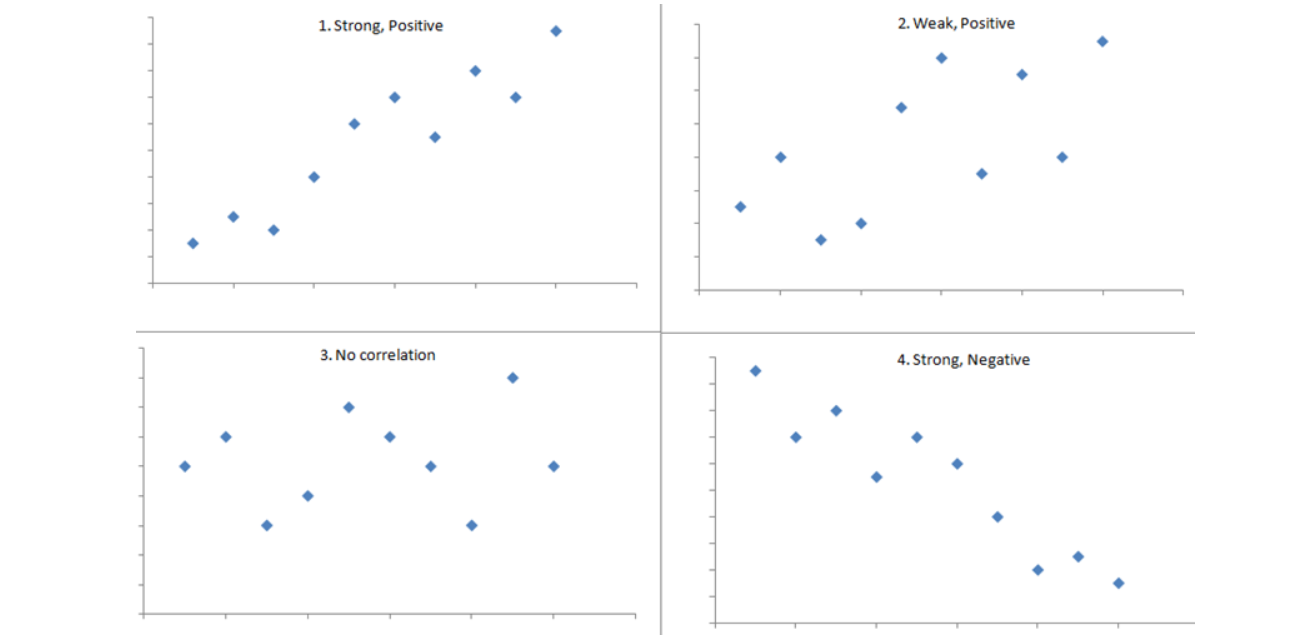 1. Strong, Positive
2. Weak, Positive
3. No correlation
4. Strong, Negative